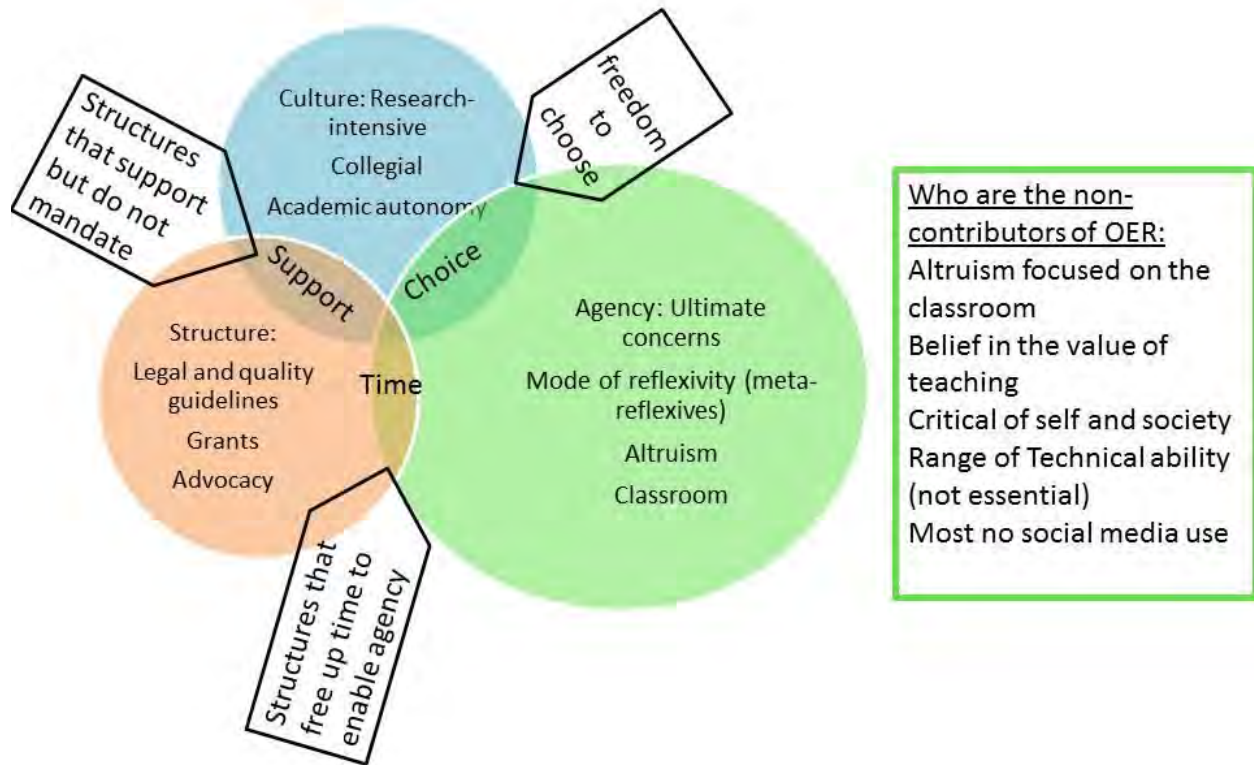 Structures
that support
but do not
mandate
Culture: Research-
intensive
Collegial
Academic autonomy
freedom
to
choose
Support
Choice
Time
Structure:
Legal and quality
guidelines
Grants
Advocacy
Agency: Ultimate
concerns
Mode of reflexivity (meta-
reflexives)
Altruism
Classroom
Structures that
free up time to
enable agency
Who are the non-
contributors of OER:
Altruism focused on the
classroom
Belief in the value of
teaching
Critical of self and society
Range of Technical ability
(not essential)
Most no social media use